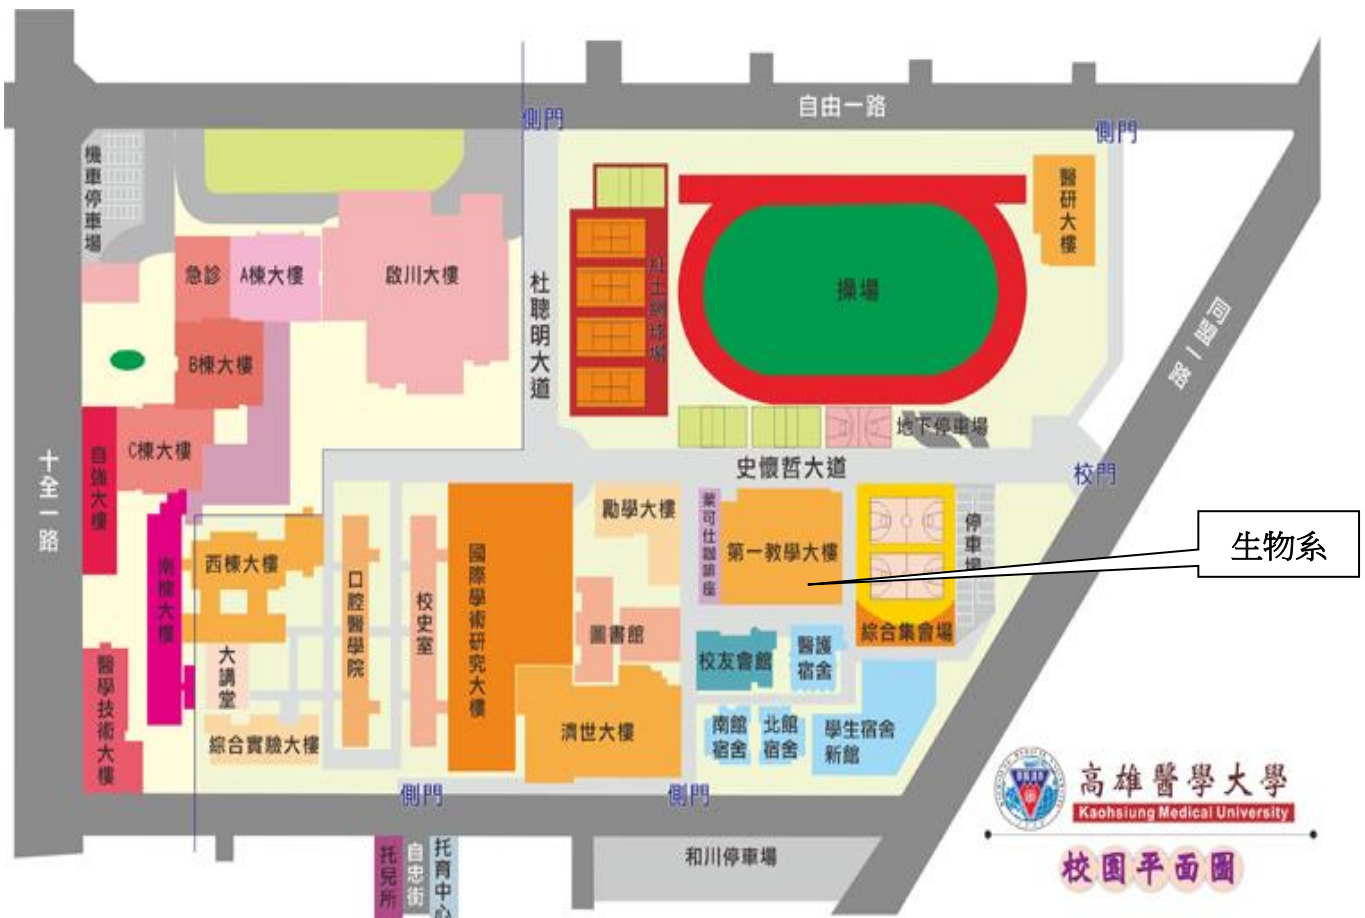 自由一路
側門
側門
機車停車場
醫研大樓
急診
A棟大樓
啟川大樓
杜聰明大道
紅土網球場
操場
同盟一路
B棟大樓
C棟大樓
自強大樓
十全一路
地下停車場
史懷哲大道
校門
勵學大樓
葉可仕咖啡座
第一教學大樓
停車場
生物系
南棟大樓
西棟大樓
口腔醫學院
校史室
國際學術研究大樓
圖書館
綜合集會場
校友會館
醫護
宿舍
大講堂
醫學技術大樓
綜合實驗大樓
濟世大樓
南館
宿舍
北館
宿舍
學生宿舍
新館
側門
側門
托兒所
自忠街
托育中心
和川停車場
高雄醫學大學
Kaohsiung Medical University
校園平面圖